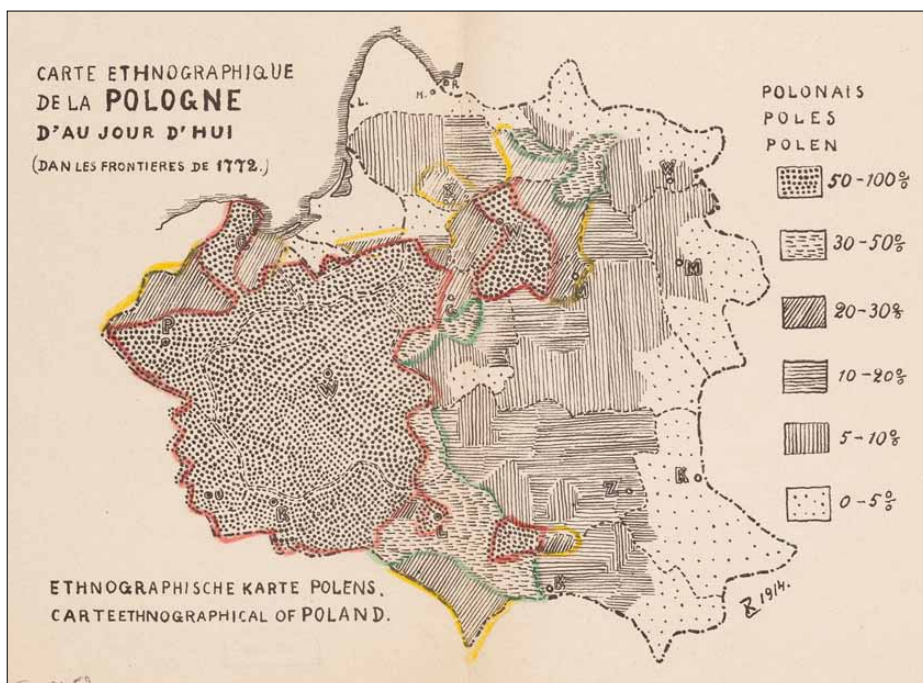 CARTE ETHNOGRAPHIQUE
DE LA POLOGNE
D'AU JOUR D'HUI
(DAN LES FRONTIÈRES DE 1772.)
POLONAIS
POLES
POLEN
50-100%
30-50%
20-30%
10-20%
5-10%
0-5%
R.
M.
L.
W
K
G
W
M
M
G
P
W
K
Z
K
L
K
1914.
ETHNOGRAPHISCHE KARTE POLENS.
CARTEETHNOGRAPHICAL OF POLAND.